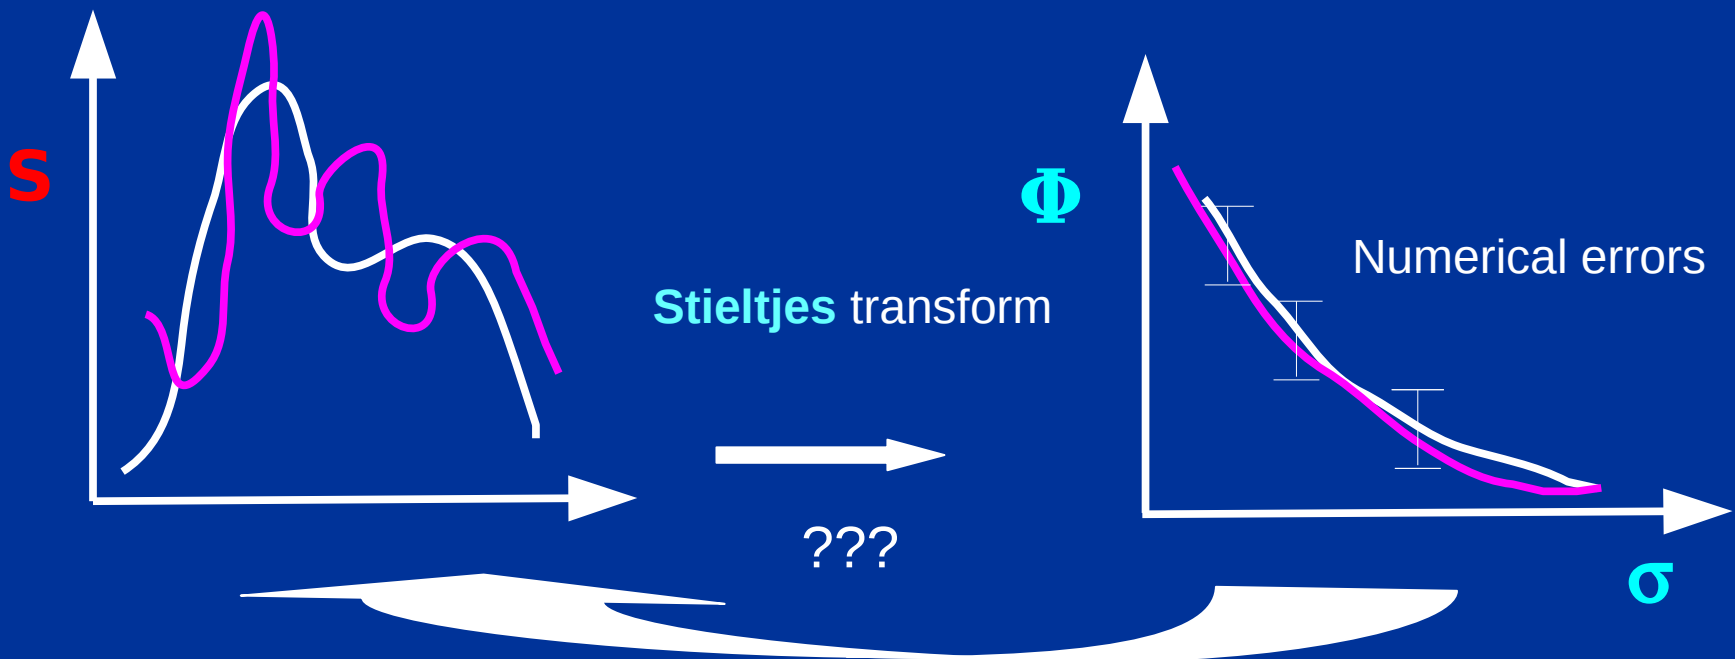 S
Φ
Numerical errors
Stieltjes transform
???
σ